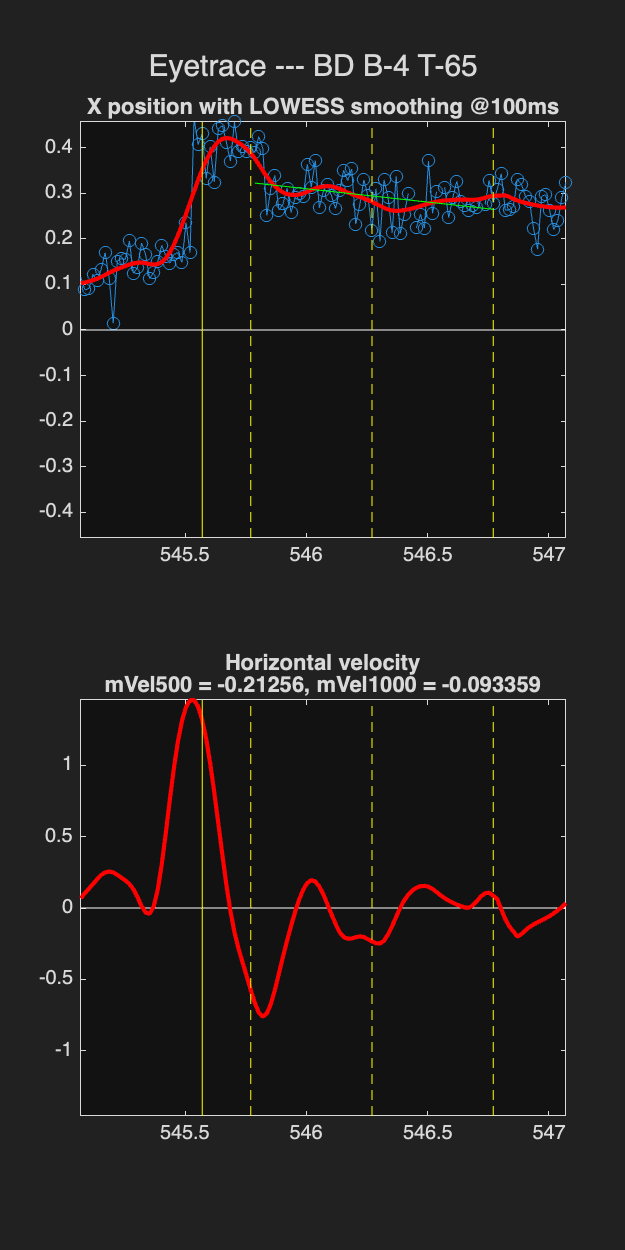 Eyetrace --- BD B-4 T-65
X position with LOWESS smoothing @100ms
0.4
0.3
0.2
0.1
0
-0.1
-0.2
-0.3
-0.4
545.5 546 546.5 547
Horizontal velocity
mVel500 = -0.21256, mVel1000 = -0.093359
1
0.5
0
-0.5
-1
545.5 546 546.5 547